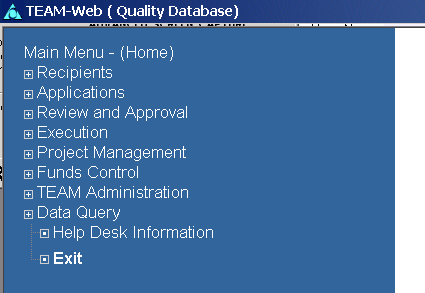 TEAM-Web ( Quality Database)
Main Menu - (Home)
Recipients
Applications
Review and Approval
Execution
Project Management
Funds Control
TEAM Administration
Data Query
Help Desk Information
Exit